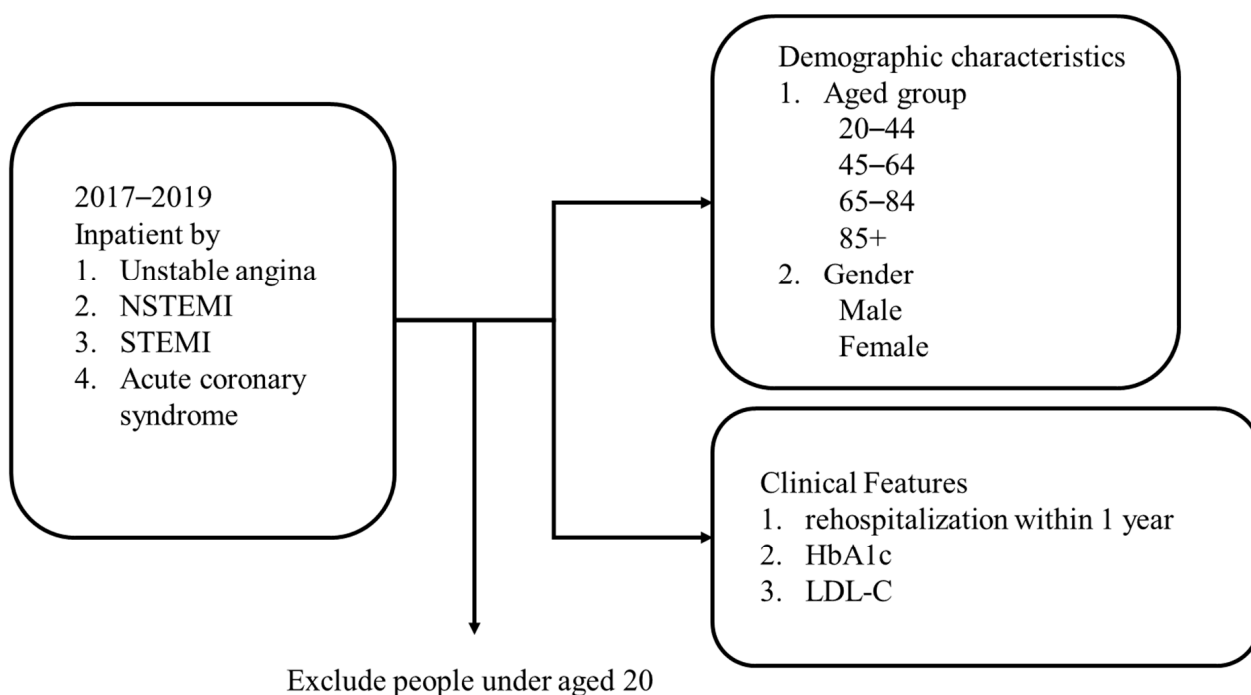 2017–2019
Inpatient by
1. Unstable angina
2. NSTEMI
3. STEMI
4. Acute coronary
syndrome
Demographic characteristics
1. Aged group
20–44
45–64
65–84
85+
2. Gender
Male
Female
Clinical Features
1. rehospitalization within 1 year
2. HbA1c
3. LDL-C
Exclude people under aged 20